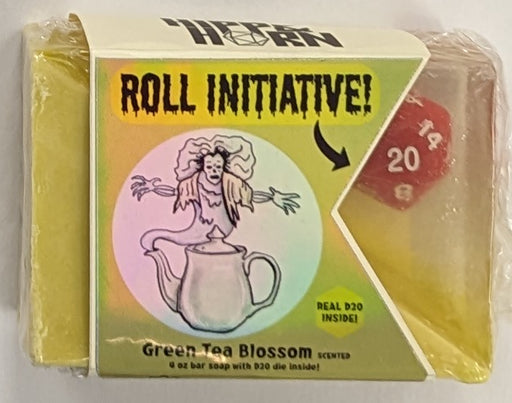 HORN
ROLL INITIATIVE!
14
20
8
REAL D20
INSIDE!
Green Tea Blossom SCENTED
4 oz bar soap with D20 die inside!